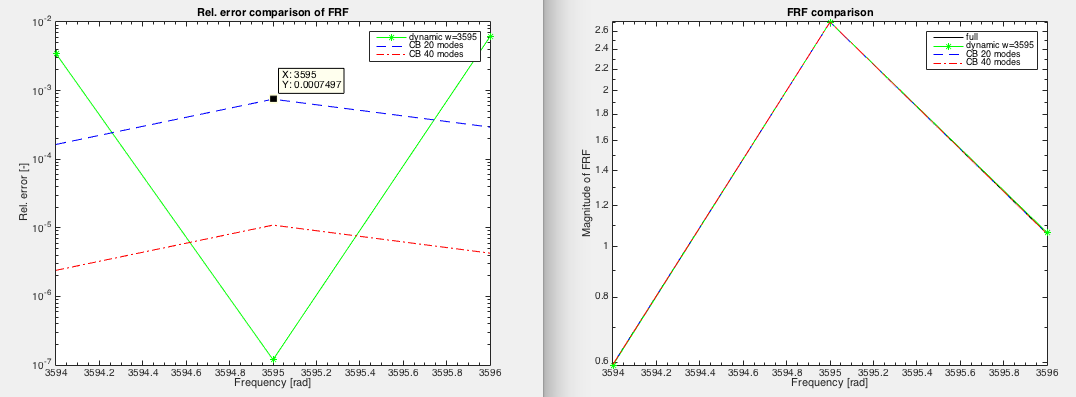 Rel. error comparison of FRF
10^-2
10^-3
10^-4
10^-5
10^-6
10^-7
Rel. error [-]
dynamic w=3595
CB 20 modes
CB 40 modes
X: 3595
Y: 0.0007497
3594 3594.2 3594.4 3594.6 3594.8 3595 3595.2 3595.4 3595.6 3595.8 3596
Frequency [rad]
FRF comparison
2.6
2.4
2.2
2
1.8
1.6
1.4
1.2
1
0.8
0.6
Magnitude of FRF
full
dynamic w=3595
CB 20 modes
CB 40 modes
3594 3594.2 3594.4 3594.6 3594.8 3595 3595.2 3595.4 3595.6 3595.8 3596
Frequency [rad]